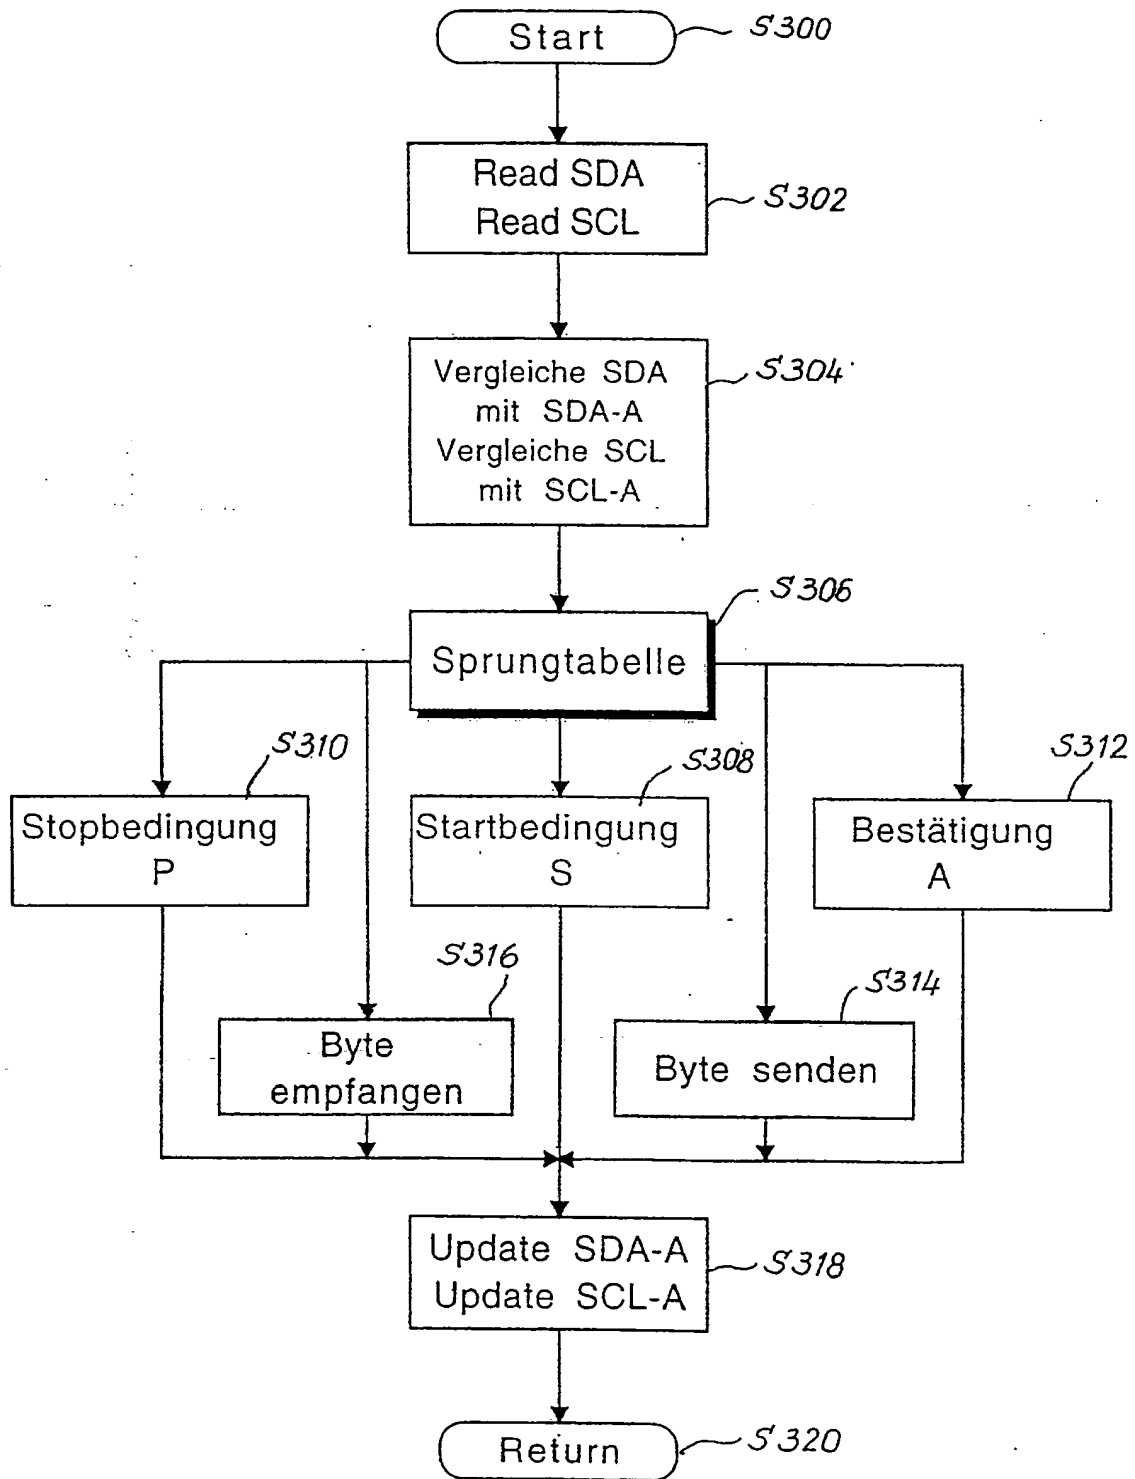 Start
S300
Read SDA
Read SCL
S302
Vergleiche SDA
mit SDA-A
Vergleiche SCL
mit SCL-A
S304
S306
Sprungtabelle
S310
Stopbedingung
P
S308
Startbedingung
S
S312
Bestätigung
A
S316
Byte
empfangen
S314
Byte senden
Update SDA-A
Update SCL-A
S318
Return
S320